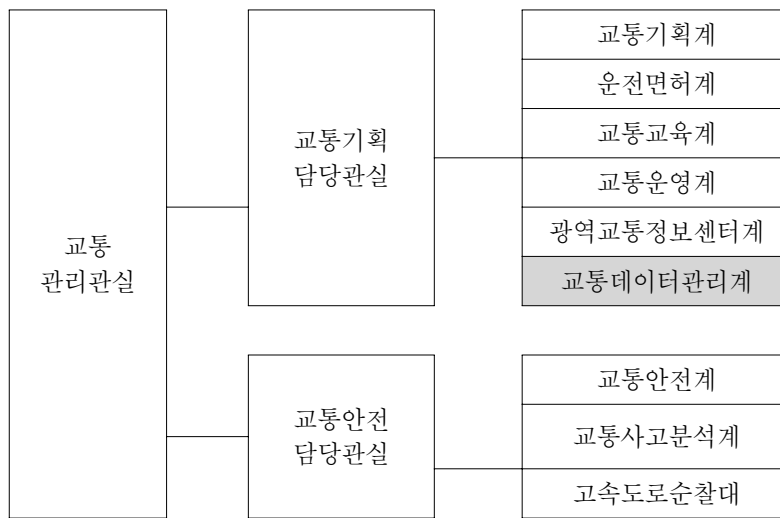 교통
관리관실
교통기획
담당관실
교통기획계
운전면허계
교통교육계
교통운영계
광역교통정보센터계
교통데이터관리계
교통안전
담당관실
교통안전계
교통사고분석계
고속도로순찰대